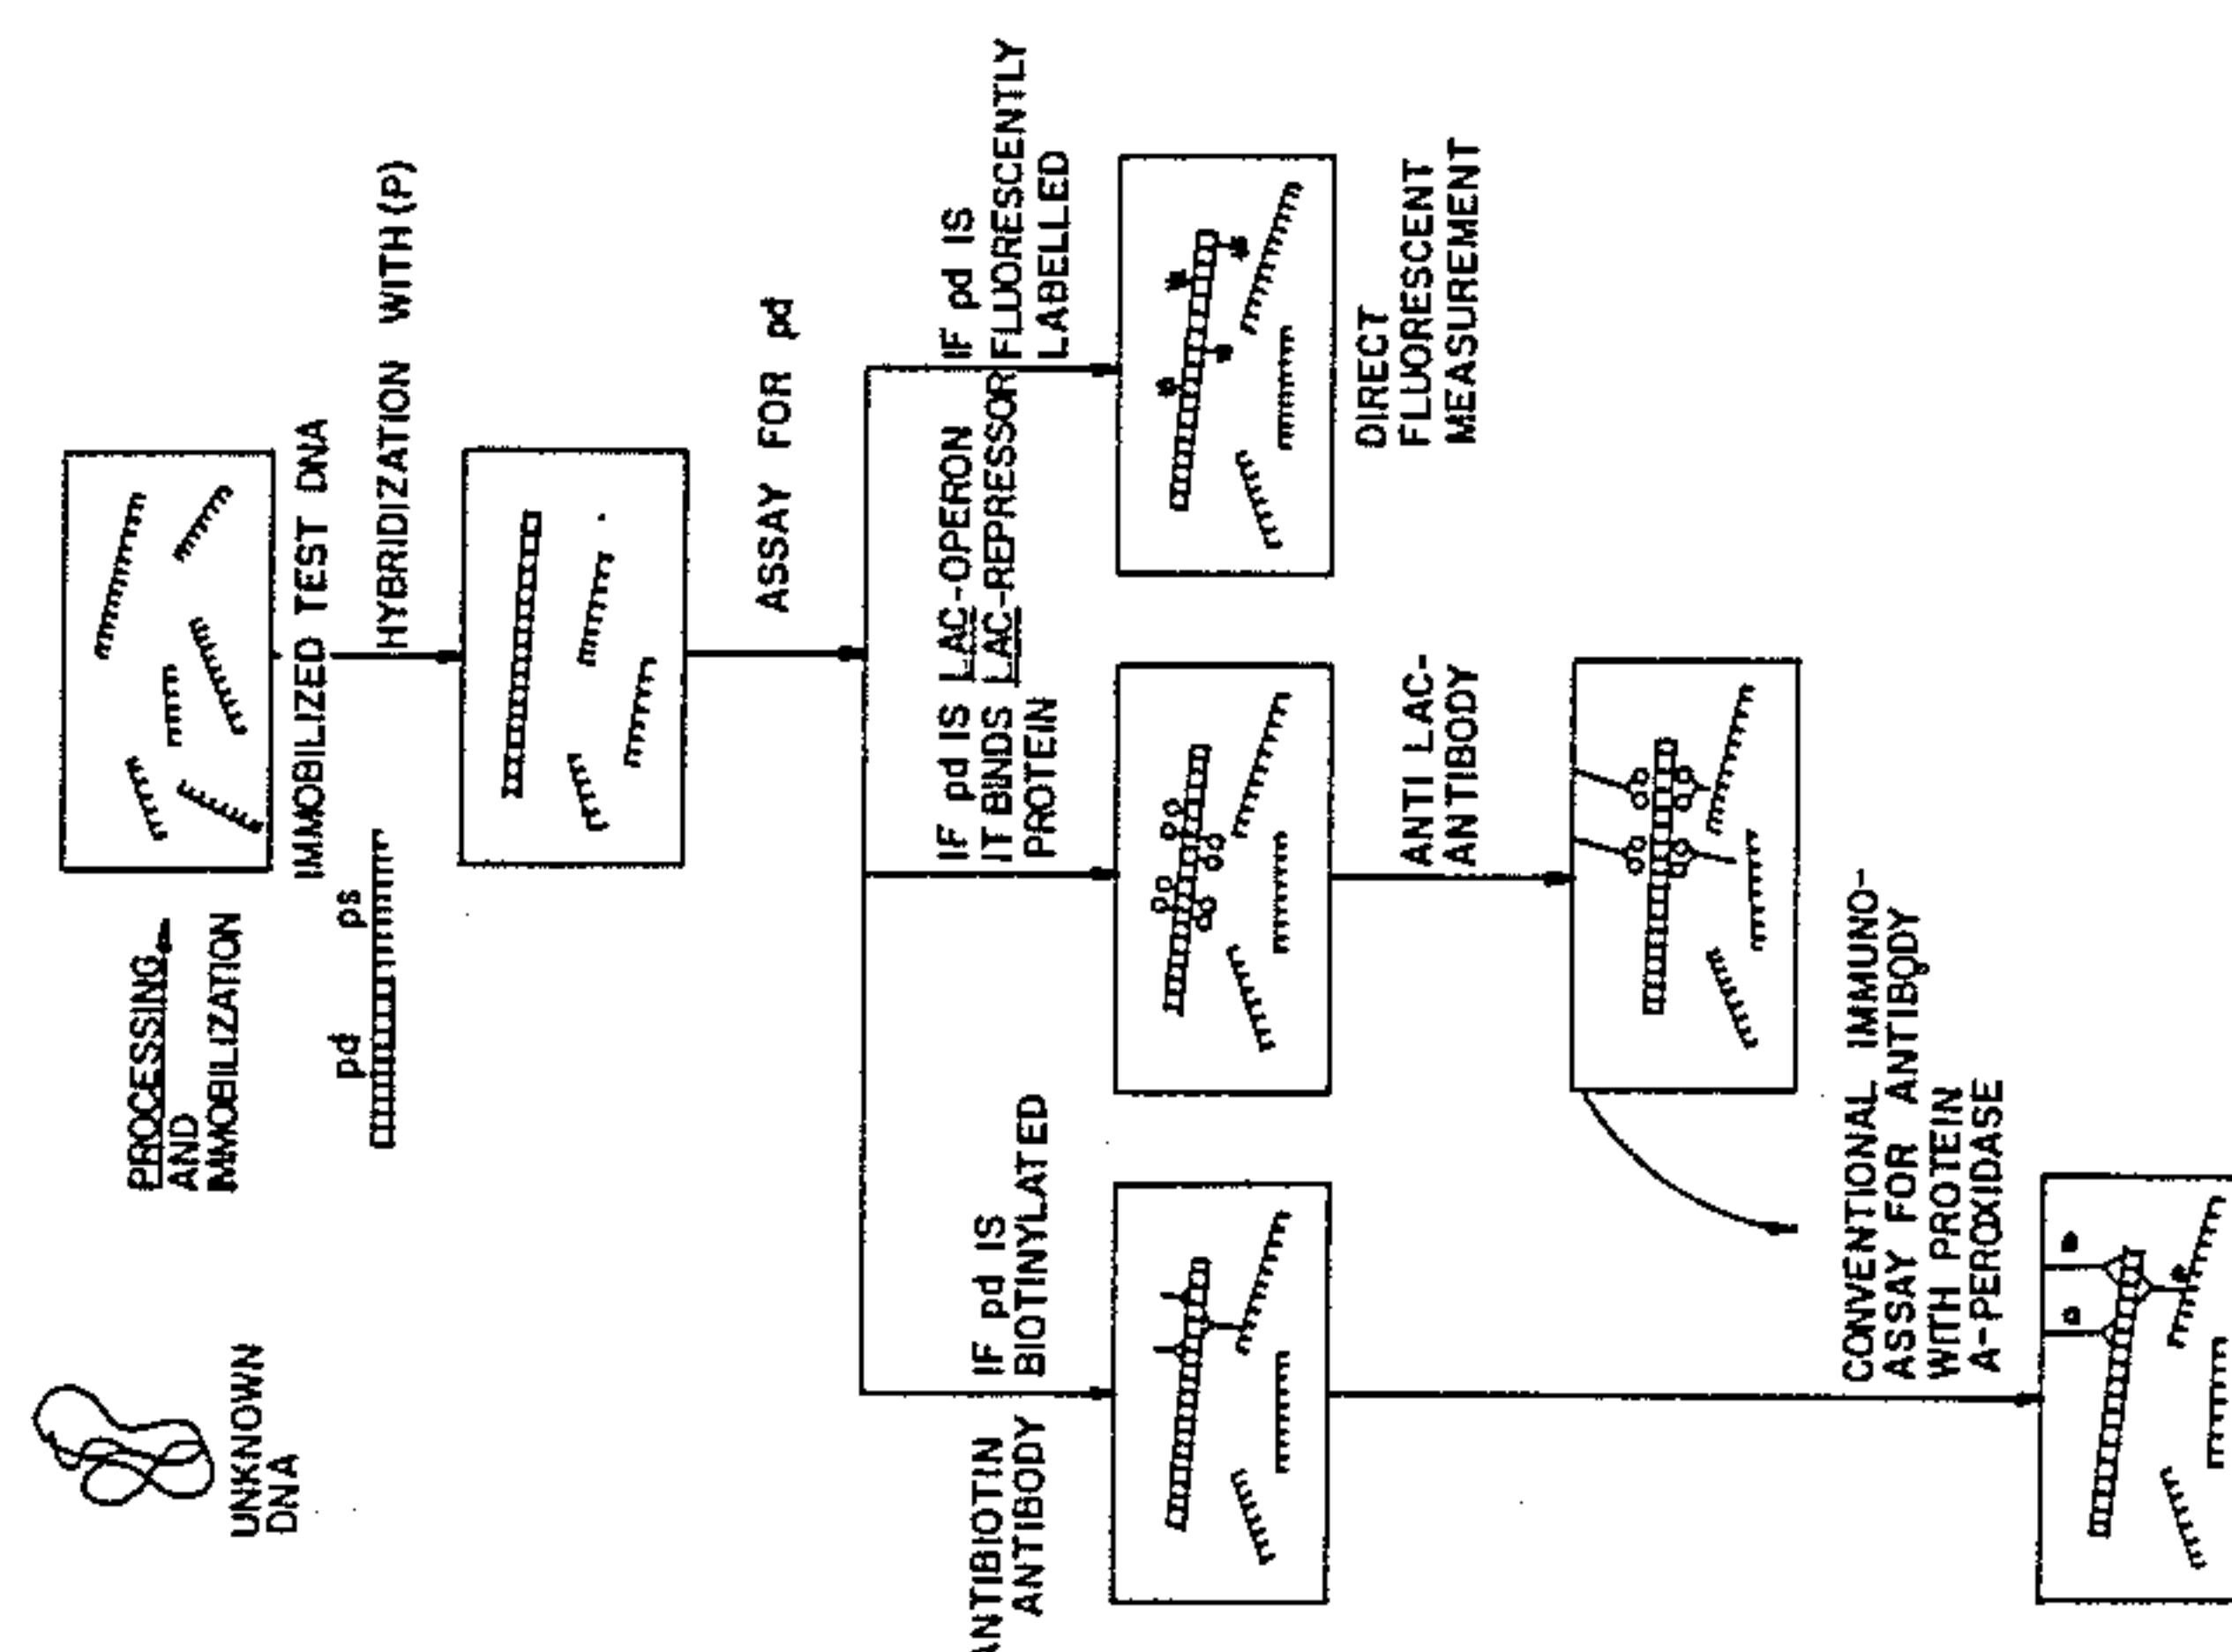 UNKNOWN
DNA
PROCESSING
AND
IMMOBILIZATION
IMMOBILIZED TEST DNA
pd ps
HYBRIDIZATION WITH (P)
ASSAY FOR pd
ANTIBIOTIN
ANTIBODY
IF pd IS
BIOTINYLATED
IF pd IS LAC-OPERON
IT BINDS LAC-REPRESSOR
PROTEIN
IF pd IS
FLUORESCENTLY
LABELLED
DIRECT
FLUORESCENT
MEASUREMENT
ANTI LAC-
ANTIBODY
CONVENTIONAL IMMUNO-
ASSAY FOR ANTIBODY
WITH PROTEIN
A-PEROXIDASE